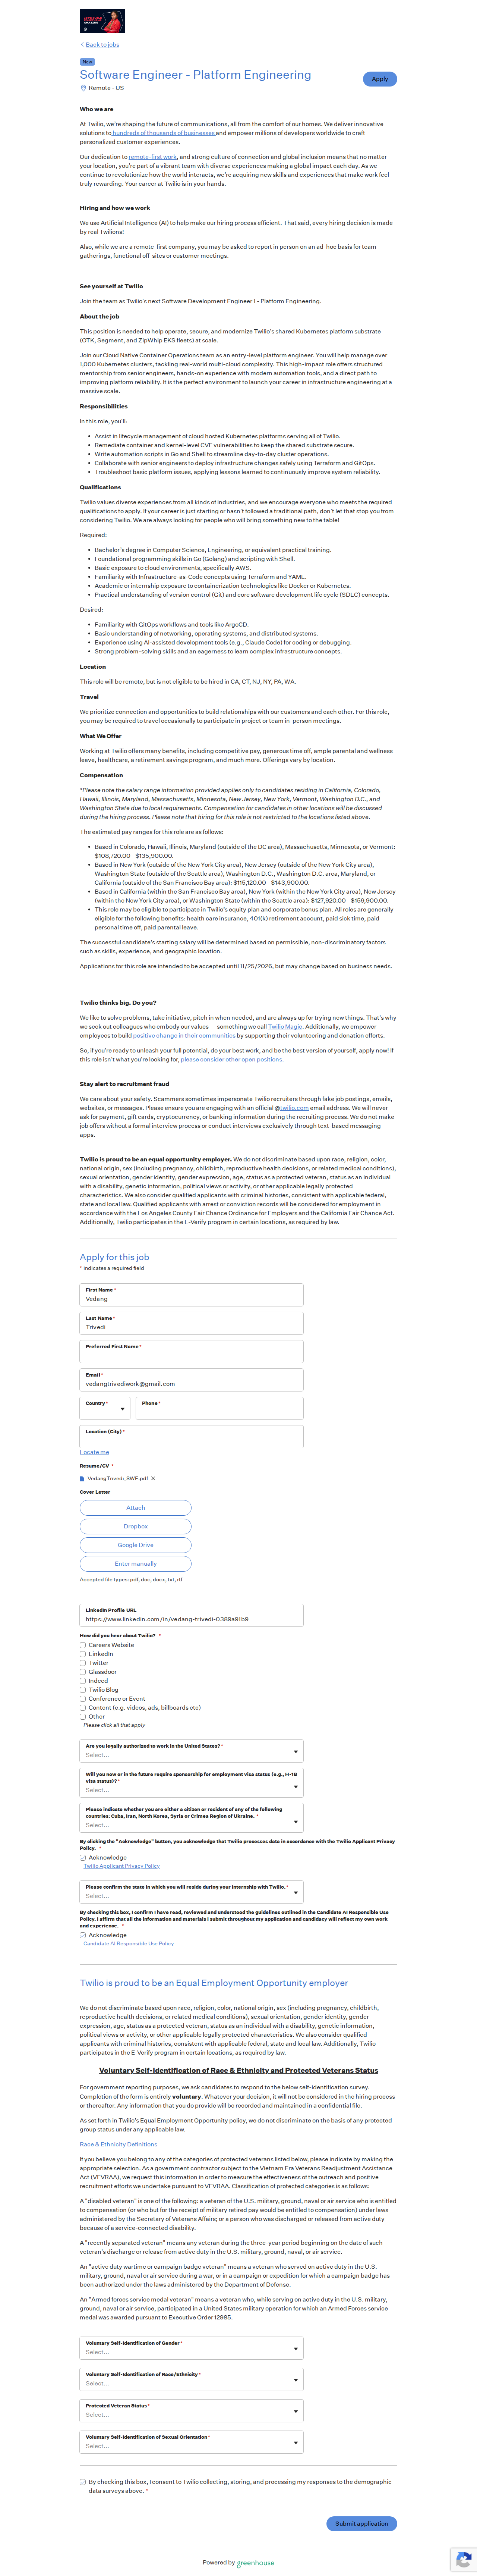 Back to jobs
New
Software Engineer - Platform Engineering
Apply
Remote - US
Who we are
At Twilio, we're shaping the future of communications, all from the comfort of our homes. We deliver innovative
solutions to hundreds of thousands of businesses and empower millions of developers worldwide to craft
personalized customer experiences.
Our dedication to remote-first work, and strong culture of connection and global inclusion means that no matter
your location, you're part of a vibrant team with diverse experiences making a global impact each day. As we
continue to revolutionize how the world interacts, we're acquiring new skills and experiences that make work feel
truly rewarding. Your career at Twilio is in your hands.
Hiring and how we work
We use Artificial Intelligence (AI) to help make our hiring process efficient. That said, every hiring decision is made
by real Twilions!
Also, while we are a remote-first company, you may be asked to report in person on an ad-hoc basis for team
gatherings, functional off-sites or customer meetings.
See yourself at Twilio
Join the team as Twilio's next Software Development Engineer 1 - Platform Engineering.
About the job
This position is needed to help operate, secure, and modernize Twilio's shared Kubernetes platform substrate
(OTK, Segment, and ZipWhip EKS fleets) at scale.
Join our Cloud Native Container Operations team as an entry-level platform engineer. You will help manage over
1,000 Kubernetes clusters, tackling real-world multi-cloud complexity. This high-impact role offers structured
mentorship from senior engineers, hands-on experience with modern automation tools, and a direct path to
improving platform reliability. It is the perfect environment to launch your career in infrastructure engineering at a
massive scale.
Responsibilities
In this role, you'll:
• Assist in lifecycle management of cloud hosted Kubernetes platforms serving all of Twilio.
• Remediate container and kernel-level CVE vulnerabilities to keep the shared substrate secure.
• Write automation scripts in Go and Shell to streamline day-to-day cluster operations.
• Collaborate with senior engineers to deploy infrastructure changes safely using Terraform and GitOps.
• Troubleshoot basic platform issues, applying lessons learned to continuously improve system reliability.
Qualifications
Twilio values diverse experiences from all kinds of industries, and we encourage everyone who meets the required
qualifications to apply. If your career is just starting or hasn't followed a traditional path, don't let that stop you from
considering Twilio. We are always looking for people who will bring something new to the table!
Required:
• Bachelor's degree in Computer Science, Engineering, or equivalent practical training.
• Foundational programming skills in Go (Golang) and scripting with Shell.
• Basic exposure to cloud environments, specifically AWS.
• Familiarity with Infrastructure-as-Code concepts using Terraform and YAML.
• Academic or internship exposure to containerization technologies like Docker or Kubernetes.
• Practical understanding of version control (Git) and core software development life cycle (SDLC) concepts.
Desired:
• Familiarity with GitOps workflows and tools like ArgoCD.
• Basic understanding of networking, operating systems, and distributed systems.
• Experience using AI-assisted development tools (e.g., Claude Code) for coding or debugging.
• Strong problem-solving skills and an eagerness to learn complex infrastructure concepts.
Location
This role will be remote, but is not eligible to be hired in CA, CT, NJ, NY, PA, WA.
Travel
We prioritize connection and opportunities to build relationships with our customers and each other. For this role,
you may be required to travel occasionally to participate in project or team in-person meetings.
What We Offer
Working at Twilio offers many benefits, including competitive pay, generous time off, ample parental and wellness
leave, healthcare, a retirement savings program, and much more. Offerings vary by location.
Compensation
*Please note the salary range information provided applies only to candidates residing in California, Colorado,
Hawaii, Illinois, Maryland, Massachusetts, Minnesota, New Jersey, New York, Vermont, Washington D.C., and
Washington State due to local requirements. Compensation for candidates in other locations will be discussed
during the hiring process. Please note that hiring for this role is not restricted to the locations listed above.
The estimated pay ranges for this role are as follows:
• Based in Colorado, Hawaii, Illinois, Maryland (outside of the DC area), Massachusetts, Minnesota, or Vermont:
$108,720.00 - $135,900.00.
• Based in New York (outside of the New York City area), New Jersey (outside of the New York City area),
Washington State (outside of the Seattle area), Washington D.C., Washington D.C. area, Maryland, or
California (outside of the San Francisco Bay area): $115,120.00 - $143,900.00.
• Based in California (within the San Francisco Bay area), New York (within the New York City area), New Jersey
(within the New York City area), or Washington State (within the Seattle area): $127,920.00 - $159,900.00.
• This role may be eligible to participate in Twilio's equity plan and corporate bonus plan. All roles are generally
eligible for the following benefits: health care insurance, 401(k) retirement account, paid sick time, paid
personal time off, paid parental leave.
The successful candidate's starting salary will be determined based on permissible, non-discriminatory factors
such as skills, experience, and geographic location.
Applications for this role are intended to be accepted until 11/25/2026, but may change based on business needs.
Twilio thinks big. Do you?
We like to solve problems, take initiative, pitch in when needed, and are always up for trying new things. That's why
we seek out colleagues who embody our values — something we call Twilio Magic. Additionally, we empower
employees to build positive change in their communities by supporting their volunteering and donation efforts.
So, if you're ready to unleash your full potential, do your best work, and be the best version of yourself, apply now! If
this role isn't what you're looking for, please consider other open positions.
Stay alert to recruitment fraud
We care about your safety. Scammers sometimes impersonate Twilio recruiters through fake job postings, emails,
websites, or messages. Please ensure you are engaging with an official @twilio.com email address. We will never
ask for payment, gift cards, cryptocurrency, or banking information during the recruiting process. We do not make
job offers without a formal interview process or conduct interviews exclusively through text-based messaging
apps.
Twilio is proud to be an equal opportunity employer. We do not discriminate based upon race, religion, color,
national origin, sex (including pregnancy, childbirth, reproductive health decisions, or related medical conditions),
sexual orientation, gender identity, gender expression, age, status as a protected veteran, status as an individual
with a disability, genetic information, political views or activity, or other applicable legally protected
characteristics. We also consider qualified applicants with criminal histories, consistent with applicable federal,
state and local law. Qualified applicants with arrest or conviction records will be considered for employment in
accordance with the Los Angeles County Fair Chance Ordinance for Employers and the California Fair Chance Act.
Additionally, Twilio participates in the E-Verify program in certain locations, as required by law.
Apply for this job
* indicates a required field
First Name *
Vedang
Last Name *
Trivedi
Preferred First Name *
Email *
vedangtrivediwork@gmail.com
Country *
Phone *
Location (City) *
Locate me
Resume/CV *
VedangTrivedi_SWE.pdf
Cover Letter
Attach
Dropbox
Google Drive
Enter manually
Accepted file types: pdf, doc, docx, txt, rtf
LinkedIn Profile URL
https://www.linkedin.com/in/vedang-trivedi-0389a91b9
How did you hear about Twilio? *
Careers Website
LinkedIn
Twitter
Glassdoor
Indeed
Twilio Blog
Conference or Event
Content (e.g. videos, ads, billboards etc)
Other
Please click all that apply
Are you legally authorized to work in the United States? *
Select...
Will you now or in the future require sponsorship for employment visa status (e.g., H-1B
visa status)? *
Select...
Please indicate whether you are either a citizen or resident of any of the following
countries: Cuba, Iran, North Korea, Syria or Crimea Region of Ukraine. *
Select...
By clicking the "Acknowledge" button, you acknowledge that Twilio processes data in accordance with the Twilio Applicant Privacy
Policy. *
Acknowledge
Twilio Applicant Privacy Policy
Please confirm the state in which you will reside during your internship with Twilio. *
Select...
By checking this box, I confirm I have read, reviewed and understood the guidelines outlined in the Candidate AI Responsible Use
Policy. I affirm that all the information and materials I submit throughout my application and candidacy will reflect my own work
and experience. *
Acknowledge
Candidate AI Responsible Use Policy
Twilio is proud to be an Equal Employment Opportunity employer
We do not discriminate based upon race, religion, color, national origin, sex (including pregnancy, childbirth,
reproductive health decisions, or related medical conditions), sexual orientation, gender identity, gender
expression, age, status as a protected veteran, status as an individual with a disability, genetic information,
political views or activity, or other applicable legally protected characteristics. We also consider qualified
applicants with criminal histories, consistent with applicable federal, state and local law. Additionally, Twilio
participates in the E-Verify program in certain locations, as required by law.
Voluntary Self-Identification of Race & Ethnicity and Protected Veterans Status
For government reporting purposes, we ask candidates to respond to the below self-identification survey.
Completion of the form is entirely voluntary. Whatever your decision, it will not be considered in the hiring process
or thereafter. Any information that you do provide will be recorded and maintained in a confidential file.
As set forth in Twilio's Equal Employment Opportunity policy, we do not discriminate on the basis of any protected
group status under any applicable law.
Race & Ethnicity Definitions
If you believe you belong to any of the categories of protected veterans listed below, please indicate by making the
appropriate selection. As a government contractor subject to the Vietnam Era Veterans Readjustment Assistance
Act (VEVRAA), we request this information in order to measure the effectiveness of the outreach and positive
recruitment efforts we undertake pursuant to VEVRAA. Classification of protected categories is as follows:
A "disabled veteran" is one of the following: a veteran of the U.S. military, ground, naval or air service who is entitled
to compensation (or who but for the receipt of military retired pay would be entitled to compensation) under laws
administered by the Secretary of Veterans Affairs; or a person who was discharged or released from active duty
because of a service-connected disability.
A "recently separated veteran" means any veteran during the three-year period beginning on the date of such
veteran's discharge or release from active duty in the U.S. military, ground, naval, or air service.
An "active duty wartime or campaign badge veteran" means a veteran who served on active duty in the U.S.
military, ground, naval or air service during a war, or in a campaign or expedition for which a campaign badge has
been authorized under the laws administered by the Department of Defense.
An "Armed forces service medal veteran" means a veteran who, while serving on active duty in the U.S. military,
ground, naval or air service, participated in a United States military operation for which an Armed Forces service
medal was awarded pursuant to Executive Order 12985.
Voluntary Self-Identification of Gender *
Select...
Voluntary Self-Identification of Race/Ethnicity *
Select...
Protected Veteran Status *
Select...
Voluntary Self-Identification of Sexual Orientation *
Select...
By checking this box, I consent to Twilio collecting, storing, and processing my responses to the demographic
data surveys above. *
Submit application
Powered by greenhouse